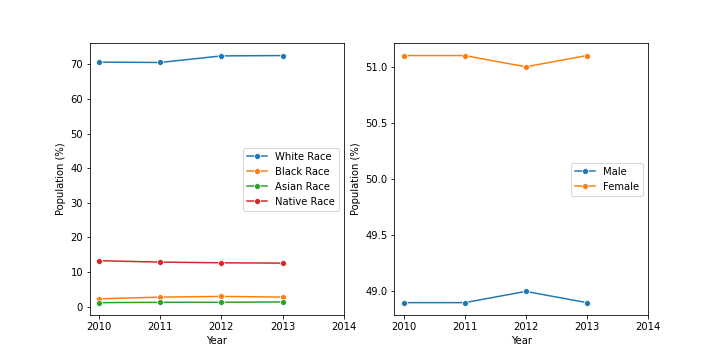 70
60
50
40
30
20
10
0
Population (%)
2010 2011 2012 2013 2014
Year
White Race
Black Race
Asian Race
Native Race
51.0
50.5
50.0
49.5
49.0
Population (%)
2010 2011 2012 2013 2014
Year
Male
Female